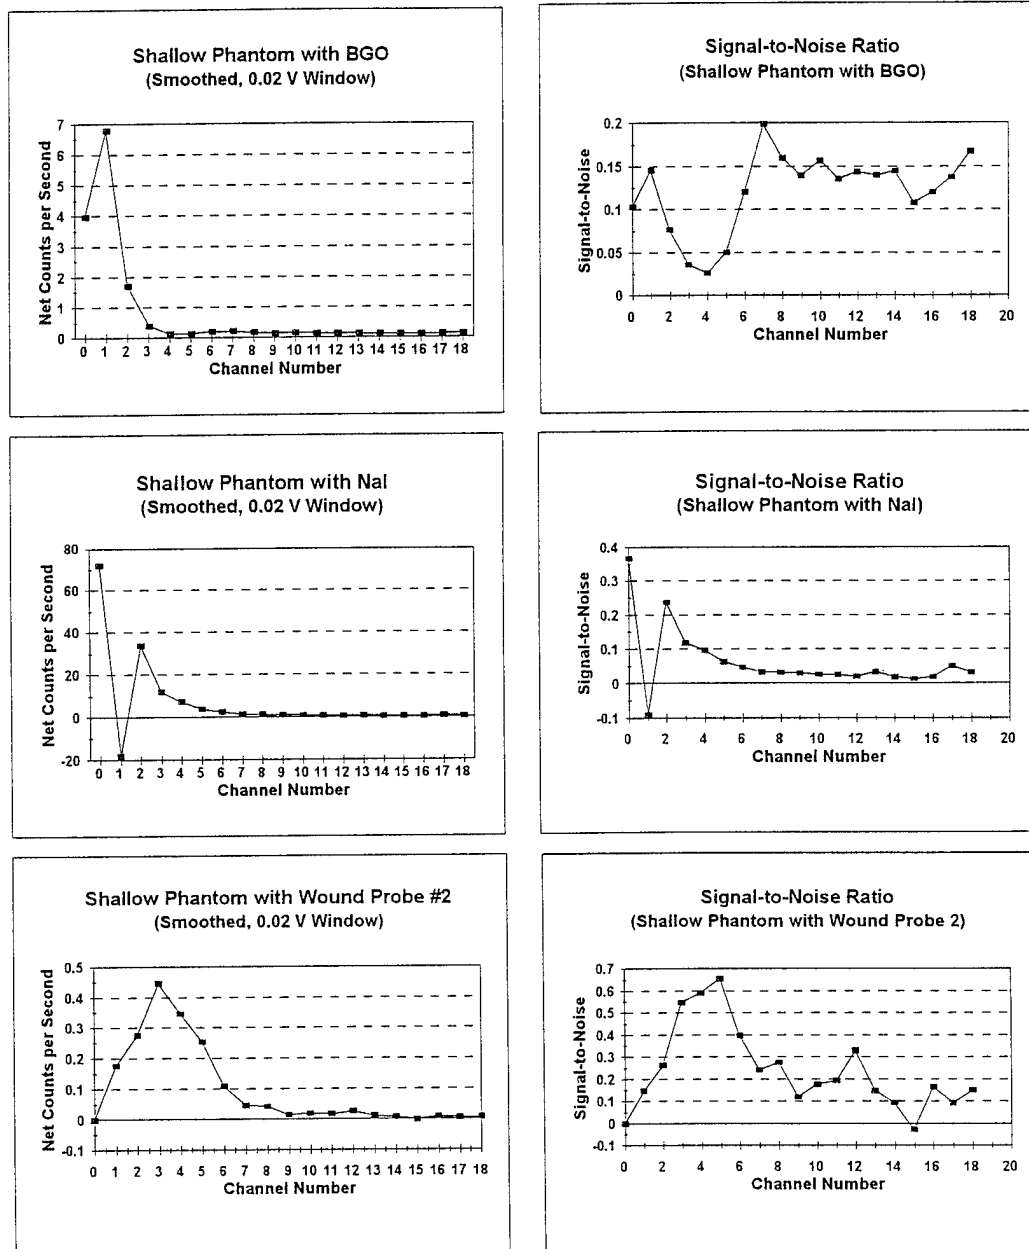 Shallow Phantom with BGO
(Smoothed, 0.02 V Window)
Net Counts per Second
7
6
5
4
3
2
1
0
0 1 2 3 4 5 6 7 8 9 10 11 12 13 14 15 16 17 18
Channel Number
Signal-to-Noise Ratio
(Shallow Phantom with BGO)
Signal-to-Noise
0.2
0.15
0.1
0.05
0
0 2 4 6 8 10 12 14 16 18 20
Channel Number
Shallow Phantom with NaI
(Smoothed, 0.02 V Window)
Net Counts per Second
80
60
40
20
0
-20
0 1 2 3 4 5 6 7 8 9 10 11 12 13 14 15 16 17 18
Channel Number
Signal-to-Noise Ratio
(Shallow Phantom with NaI)
Signal-to-Noise
0.4
0.3
0.2
0.1
0
-0.1
0 2 4 6 8 10 12 14 16 18 20
Channel Number
Shallow Phantom with Wound Probe #2
(Smoothed, 0.02 V Window)
Net Counts per Second
0.5
0.4
0.3
0.2
0.1
0
-0.1
0 1 2 3 4 5 6 7 8 9 10 11 12 13 14 15 16 17 18
Channel Number
Signal-to-Noise Ratio
(Shallow Phantom with Wound Probe 2)
Signal-to-Noise
0.7
0.6
0.5
0.4
0.3
0.2
0.1
0
-0.1
0 2 4 6 8 10 12 14 16 18 20
Channel Number